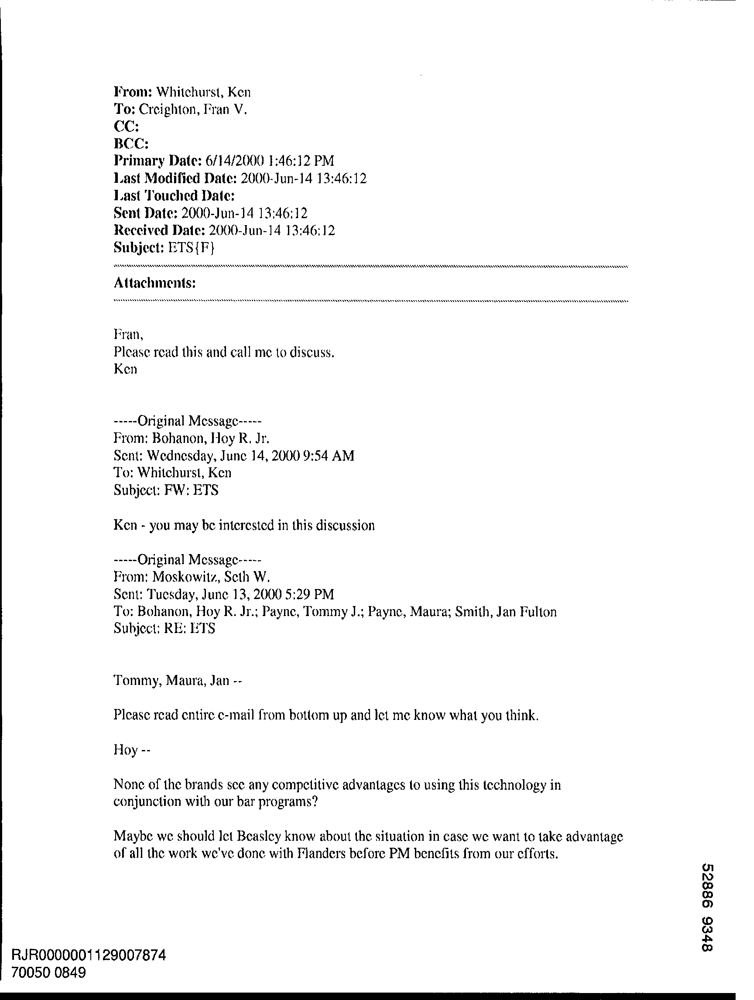 From: Whitehurst, Ken
To: Creighton, Fran V.
CC:
BCC:
Primary Date: 6/14/2000 1:46:12 PM
Last Modified Date: 2000-Jun-14 13:46:12
Last Touched Date:
Sent Date: 2000-Jun-14 13:46:12
Received Date: 2000-Jun-14 13:46:12
Subject: ETS{F}
Attachments:
Fran,
Please read this and call me to discuss.
Ken
-----Original Message-----
From: Bohanon, Hoy R. Jr.
Sent: Wednesday, June 14, 2000 9:54 AM
To: Whitehurst, Ken
Subject: FW: ETS
Ken - you may be interested in this discussion
-----Original Message-----
From: Moskowitz, Seth W.
Sent: Tuesday, June 13, 2000 5:29 PM
To: Bohanon, Hoy R. Jr.; Payne, Tommy J.; Payne, Maura; Smith, Jan Fulton
Subject: RE: ETS
Tommy, Maura, Jan --
Please read entire e-mail from bottom up and let me know what you think.
Hoy --
None of the brands see any competitive advantages to using this technology in
conjunction with our bar programs?
Maybe we should let Beasley know about the situation in case we want to take advantage
of all the work we've done with Flanders before PM benefits from our efforts.
52886 9348
RJR0000001129007874
70050 0849